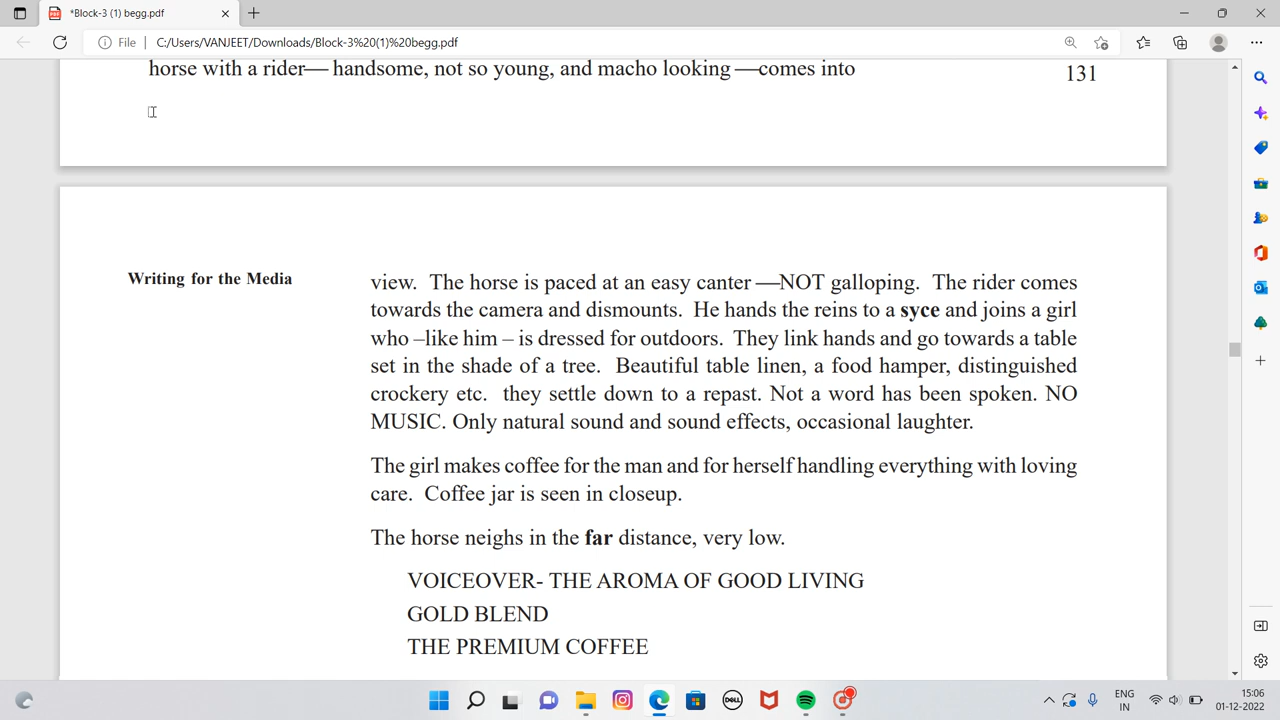 *Block-3 (1) begg.pdf
File
C:/Users/VANJEET/Downloads/Block-3%20(1)%20begg.pdf
horse with a rider— handsome, not so young, and macho looking —comes into
131
Writing for the Media
view. The horse is paced at an easy canter —NOT galloping. The rider comes
towards the camera and dismounts. He hands the reins to a syce and joins a girl
who –like him – is dressed for outdoors. They link hands and go towards a table
set in the shade of a tree. Beautiful table linen, a food hamper, distinguished
crockery etc. they settle down to a repast. Not a word has been spoken. NO
MUSIC. Only natural sound and sound effects, occasional laughter.
The girl makes coffee for the man and for herself handling everything with loving
care. Coffee jar is seen in closeup.
The horse neighs in the far distance, very low.
VOICEOVER- THE AROMA OF GOOD LIVING
GOLD BLEND
THE PREMIUM COFFEE
DELL
ENG
IN
15:06
01-12-2022